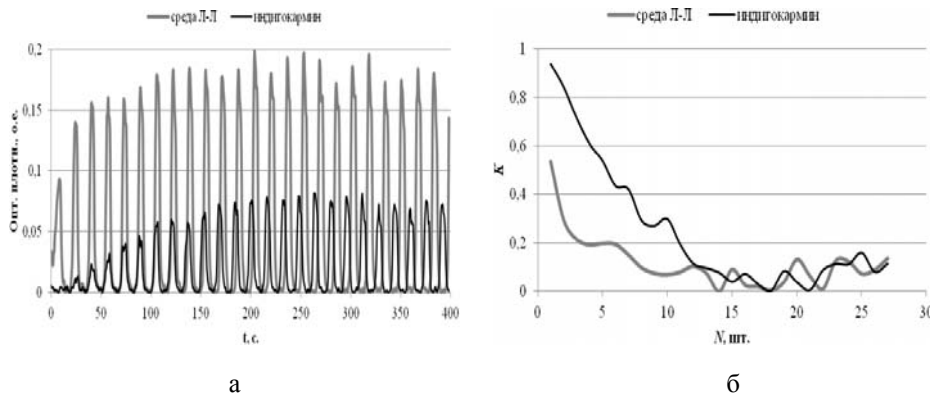 среда Л-Л индигокармин
0,2
0,15
0,1
0,05
0
Опт. плотн., о.е.
0 50 100 150 200 250 300 350 400
t, с.
а
среда Л-Л индигокармин
1
0,8
0,6
0,4
0,2
0
К
0 5 10 15 20 25 30
N, шт.
б